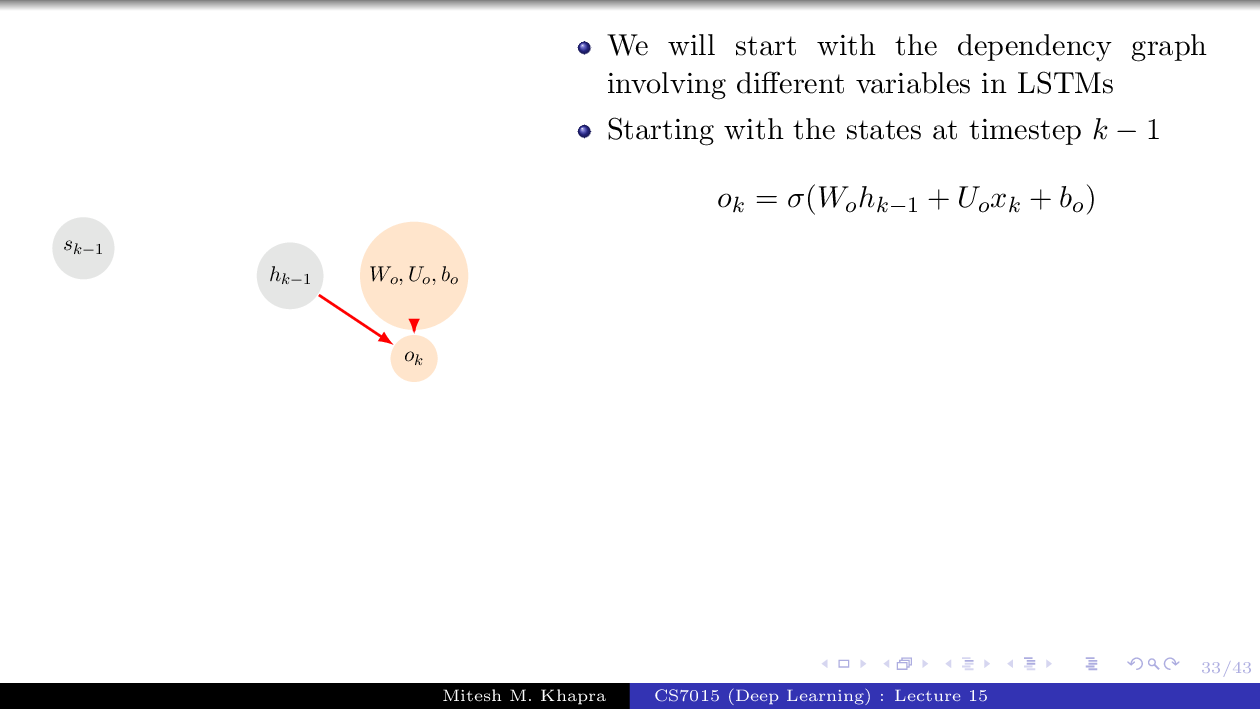 We will start with the dependency graph
involving different variables in LSTMs
Starting with the states at timestep k − 1
o_k = σ(W_o h_{k−1} + U_o x_k + b_o)
s_{k−1}
h_{k−1}
W_o, U_o, b_o
o_k
33/43
Mitesh M. Khapra
CS7015 (Deep Learning) : Lecture 15